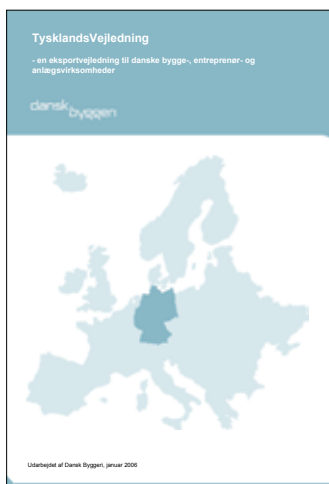 TysklandsVejledning
- en eksportvejledning til danske bygge-, entreprenør- og
anlægsvirksomheder
dansk byggeri
Udarbejdet af Dansk Byggeri, januar 2006